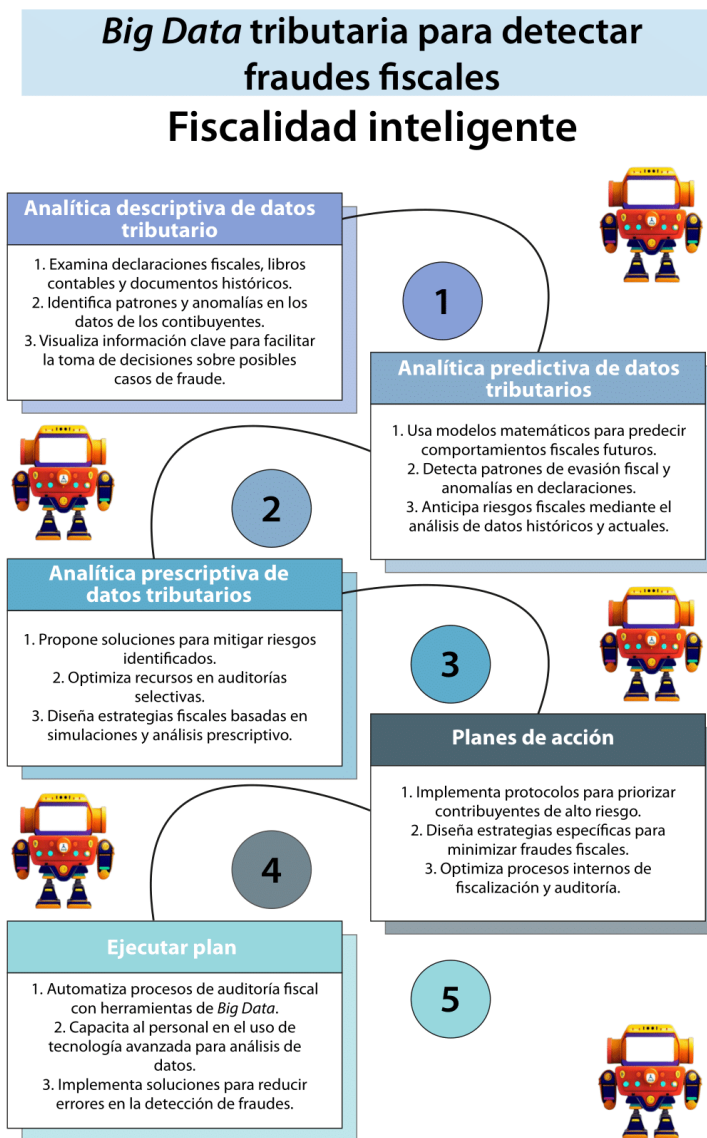 Big Data tributaria para detectar
fraudes fiscales
Fiscalidad inteligente
Analítica descriptiva de datos
tributario
1. Examina declaraciones fiscales, libros
contables y documentos históricos.
2. Identifica patrones y anomalías en los
datos de los contibuyentes.
3. Visualiza información clave para facilitar
la toma de decisiones sobre posibles
casos de fraude.
1
Analítica predictiva de datos
tributarios
1. Usa modelos matemáticos para predecir
comportamientos fiscales futuros.
2. Detecta patrones de evasión fiscal y
anomalías en declaraciones.
3. Anticipa riesgos fiscales mediante el
análisis de datos históricos y actuales.
2
Analítica prescriptiva de
datos tributarios
1. Propone soluciones para mitigar riesgos
identificados.
2. Optimiza recursos en auditorías
selectivas.
3. Diseña estrategias fiscales basadas en
simulaciones y análisis prescriptivo.
3
Planes de acción
1. Implementa protocolos para priorizar
contribuyentes de alto riesgo.
2. Diseña estrategias específicas para
minimizar fraudes fiscales.
3. Optimiza procesos internos de
fiscalización y auditoría.
4
Ejecutar plan
1. Automatiza procesos de auditoría fiscal
con herramientas de Big Data.
2. Capacita al personal en el uso de
tecnología avanzada para análisis de
datos.
3. Implementa soluciones para reducir
errores en la detección de fraudes.
5